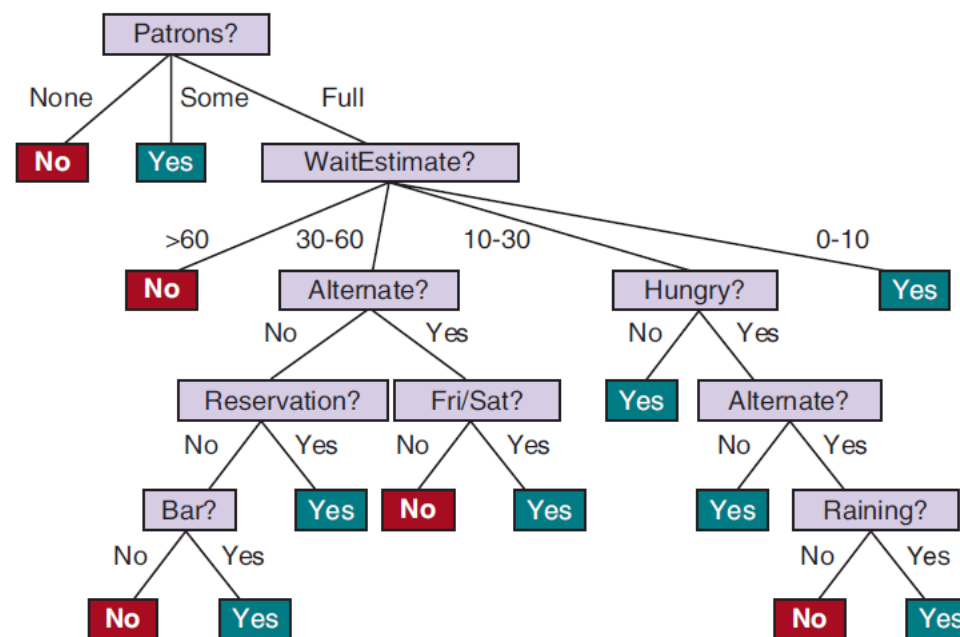 Patrons?
None Some Full
No Yes WaitEstimate?
>60 30-60 10-30 0-10
No Alternate? Hungry? Yes
No Yes No Yes
Reservation? Fri/Sat? Yes Alternate?
No Yes No Yes No Yes
Bar? Yes No Yes Yes Raining?
No Yes No Yes
No Yes No Yes